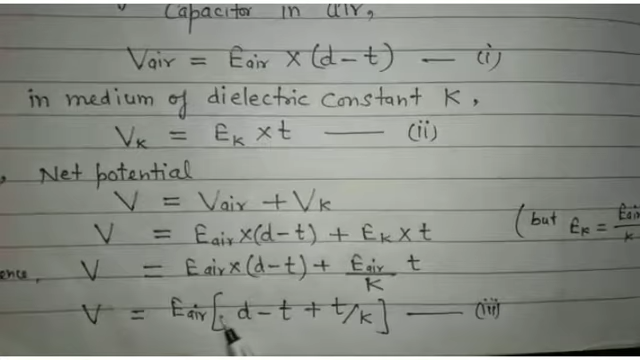 Capacitor in air,
Vair = Eair × (d-t) — (i)
in medium of dielectric constant K,
VK = EK × t — (ii)
Net potential
V = Vair + VK
V = Eair×(d-t) + EK × t (but EK = Eair/K
ence, V = Eair×(d-t) + Eair/K t
V = Eair[ d-t + t/K] — (iii)